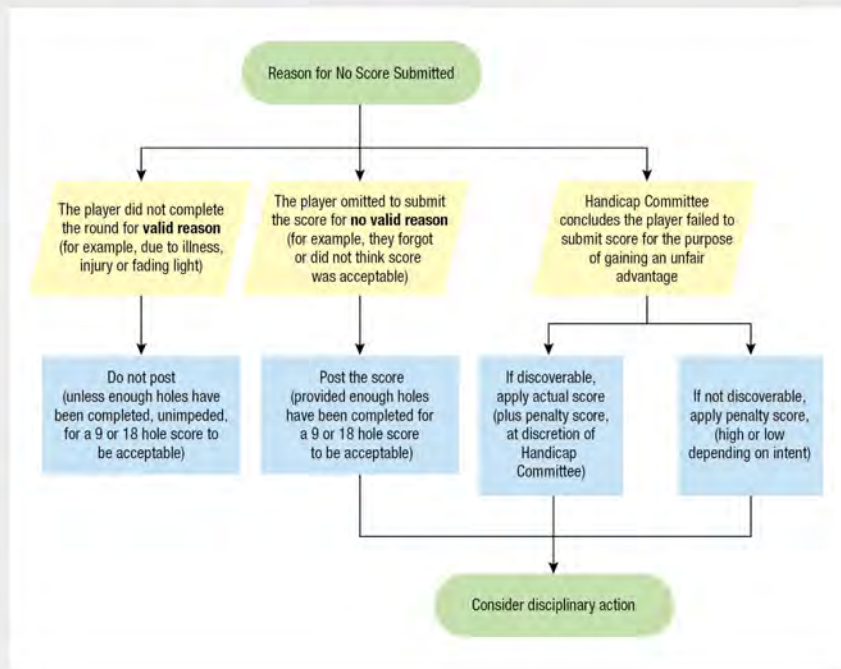 Reason for No Score Submitted
The player did not complete
the round for valid reason
(for example, due to illness,
injury or fading light)
The player omitted to submit
the score for no valid reason
(for example, they forgot
or did not think score
was acceptable)
Handicap Committee
concludes the player failed to
submit score for the purpose
of gaining an unfair
advantage
Do not post
(unless enough holes have
been completed, unimpeded,
for a 9 or 18 hole score to
be acceptable)
Post the score
(provided enough holes
have been completed for
a 9 or 18 hole score
to be acceptable)
If discoverable,
apply actual score
(plus penalty score,
at discretion of
Handicap
Committee)
If not discoverable,
apply penalty score,
(high or low
depending on intent)
Consider disciplinary action